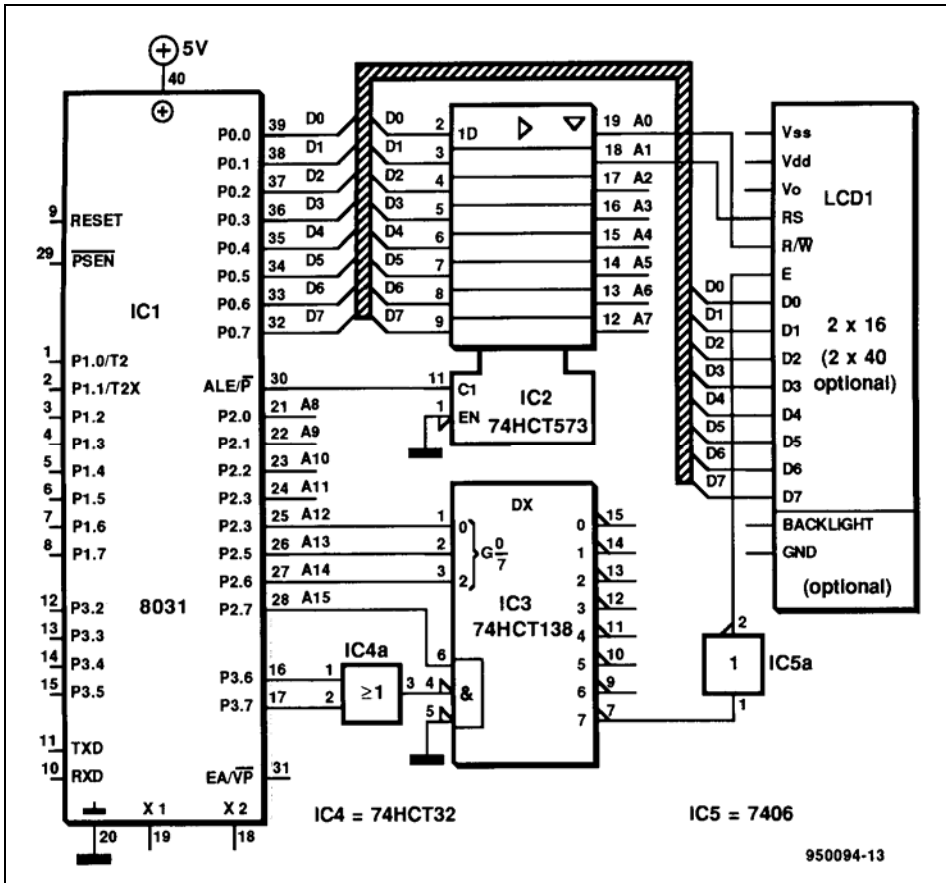 5V
40
39 P0.0 D0
38 P0.1 D1
37 P0.2 D2
36 P0.3 D3
35 P0.4 D4
34 P0.5 D5
33 P0.6 D6
32 P0.7 D7
9 RESET
29 PSEN
IC1
1 P1.0/T2
2 P1.1/T2X
3 P1.2
4 P1.3
5 P1.4
6 P1.5
7 P1.6
8 P1.7
12 P3.2
13 P3.3
14 P3.4
15 P3.5
11 TXD
10 RXD
8031
ALE/P 30
P2.0 21 A8
P2.1 22 A9
P2.2 23 A10
P2.3 24 A11
P2.3 25 A12
P2.5 26 A13
P2.6 27 A14
P2.7 28 A15
P3.6 16
P3.7 17
EA/VP 31
20
X 1 19
X 2 18
D0 2 1D 19 A0
D1 3 18 A1
D2 4 17 A2
D3 5 16 A3
D4 6 15 A4
D5 7 14 A5
D6 8 13 A6
D7 9 12 A7
11 C1
1 EN
IC2
74HCT573
DX
1 0
2
3 2
G 0/7
IC3
74HCT138
6
4
5
&
0 15
1 14
2 13
3 12
4 11
5 10
6 9
7 7
IC4a
1
2
≥1
3
2
1
IC5a
1
LCD1
Vss
Vdd
Vo
RS
R/W
E
D0 D0
D1 D1
D2 D2
D3 D3
D4 D4
D5 D5
D6 D6
D7 D7
2 x 16
(2 x 40
optional)
BACKLIGHT
GND
(optional)
IC4 = 74HCT32
IC5 = 7406
950094-13